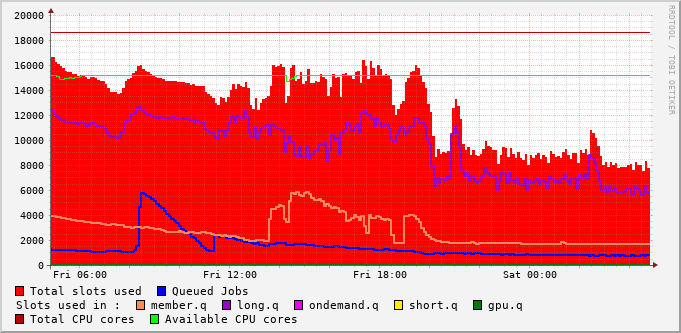 20000
18000
16000
14000
12000
10000
8000
6000
4000
2000
0
Fri 06:00 Fri 12:00 Fri 18:00 Sat 00:00
RRDTOOL / TOBI OETIKER
Total slots used Queued Jobs
Slots used in : member.q long.q ondemand.q short.q gpu.q
Total CPU cores Available CPU cores